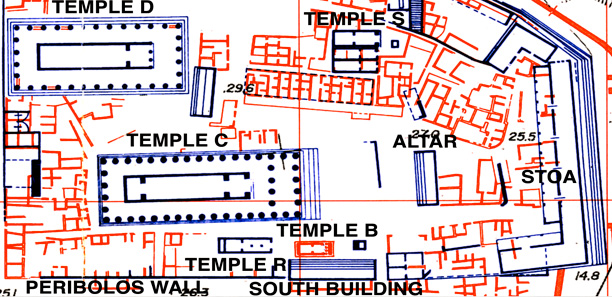 TEMPLE D
TEMPLE S
29.6
TEMPLE C
27.0
ALTAR
25.5
STOA
TEMPLE B
TEMPLE R
14.8
PERIBOLOS WALL
26.3
SOUTH BUILDING